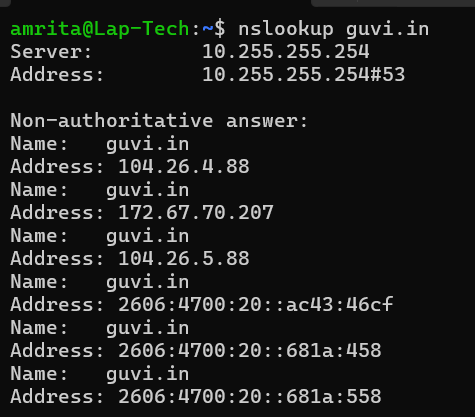 amrita@Lap-Tech:~$ nslookup guvi.in
Server:         10.255.255.254
Address:        10.255.255.254#53

Non-authoritative answer:
Name:   guvi.in
Address: 104.26.4.88
Name:   guvi.in
Address: 172.67.70.207
Name:   guvi.in
Address: 104.26.5.88
Name:   guvi.in
Address: 2606:4700:20::ac43:46cf
Name:   guvi.in
Address: 2606:4700:20::681a:458
Name:   guvi.in
Address: 2606:4700:20::681a:558